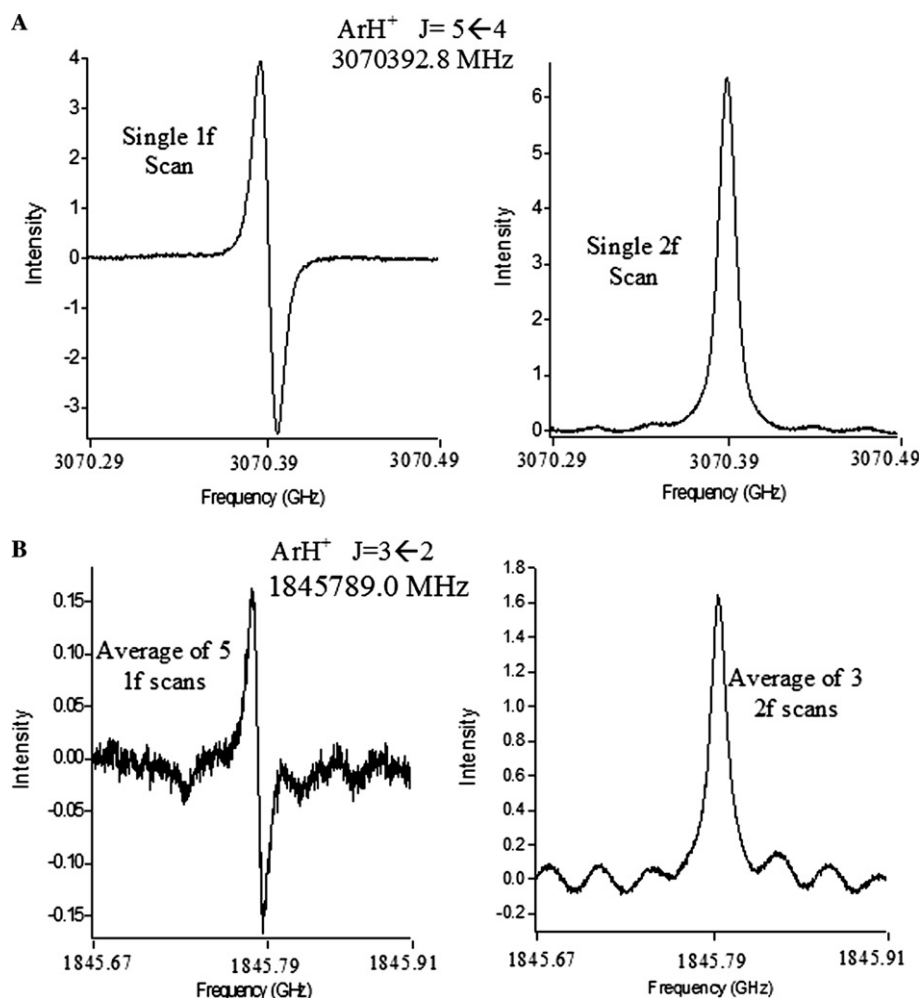 A
ArH⁺ J= 5←4
3070392.8 MHz
4
3
2
1
0
-1
-2
-3
Intensity
Single 1f
Scan
3070.29
3070.39
3070.49
Frequency (GHz)
6
5
4
3
2
1
0
Intensity
Single 2f
Scan
3070.29
3070.39
3070.49
Frequency (GHz)
B
ArH⁺ J=3←2
1845789.0 MHz
0.15
0.10
0.05
0.00
-0.05
-0.10
-0.15
Intensity
Average of 5
1f scans
1845.67
1845.79
1845.91
Frequency (GHz)
1.8
1.6
1.4
1.2
1.0
0.8
0.6
0.4
0.2
0.0
-0.2
Intensity
Average of 3
2f scans
1845.67
1845.79
1845.91
Frequency (GHz)